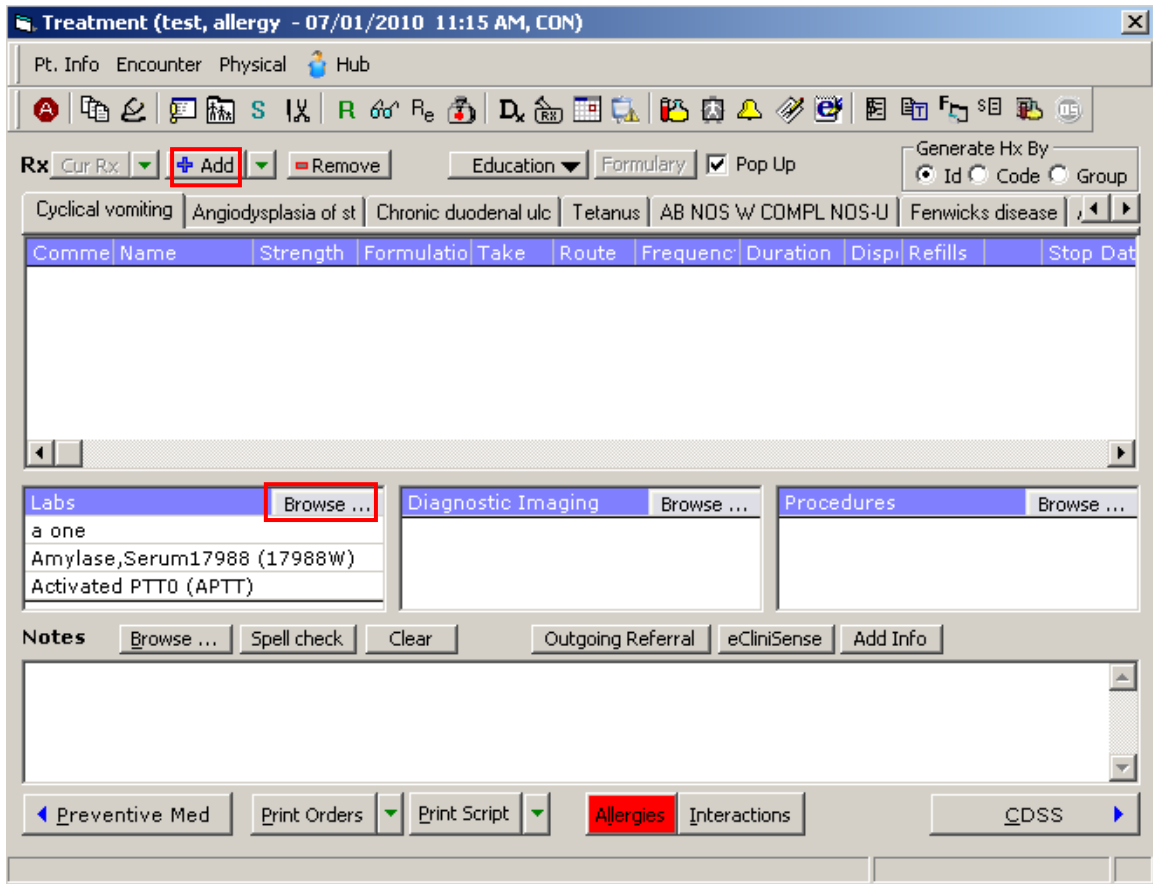 Treatment (test, allergy - 07/01/2010 11:15 AM, CON)
Pt. Info Encounter Physical Hub
S R Re Dx RX
Rx Cur Rx Add Remove Education Formulary Pop Up Generate Hx By Id Code Group
Cyclical vomiting Angiodysplasia of st Chronic duodenal ulc Tetanus AB NOS W COMPL NOS-U Fenwicks disease
Comme Name Strength Formulatio Take Route Frequenc Duration Disp Refills Stop Dat
Labs Browse ... Diagnostic Imaging Browse ... Procedures Browse ...
a one
Amylase,Serum17988 (17988W)
Activated PTT0 (APTT)
Notes Browse ... Spell check Clear Outgoing Referral eCliniSense Add Info
Preventive Med Print Orders Print Script Allergies Interactions CDSS